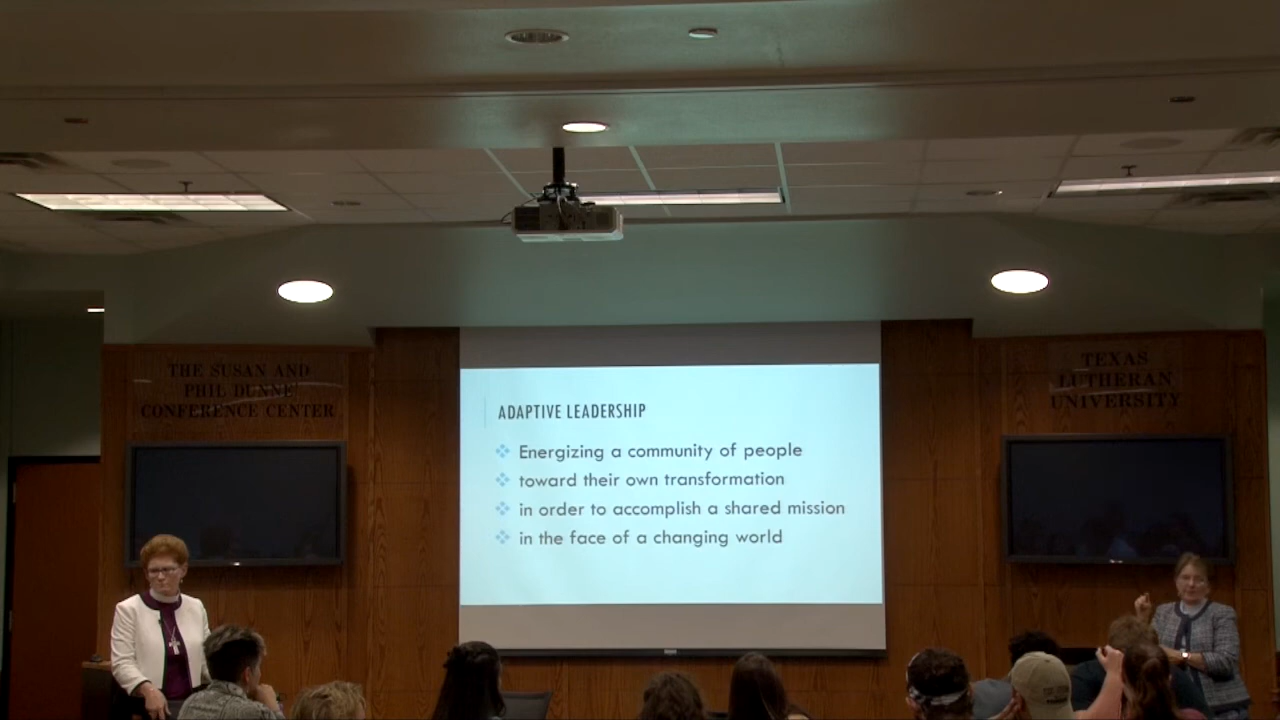 THE SUSAN AND
PHIL DUNNE
CONFERENCE CENTER
TEXAS
LUTHERAN
UNIVERSITY
ADAPTIVE LEADERSHIP
Energizing a community of people
toward their own transformation
in order to accomplish a shared mission
in the face of a changing world